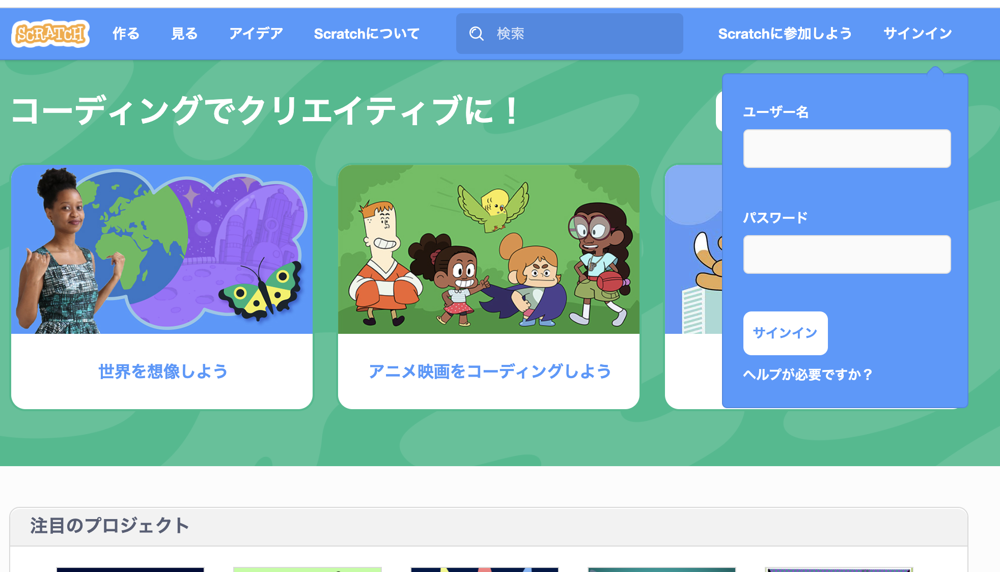 SCRATCH 作る 見る アイデア Scratchについて 検索 Scratchに参加しよう サインイン
コーディングでクリエイティブに！
ユーザー名
パスワード
サインイン
ヘルプが必要ですか？
世界を想像しよう
アニメ映画をコーディングしよう
注目のプロジェクト